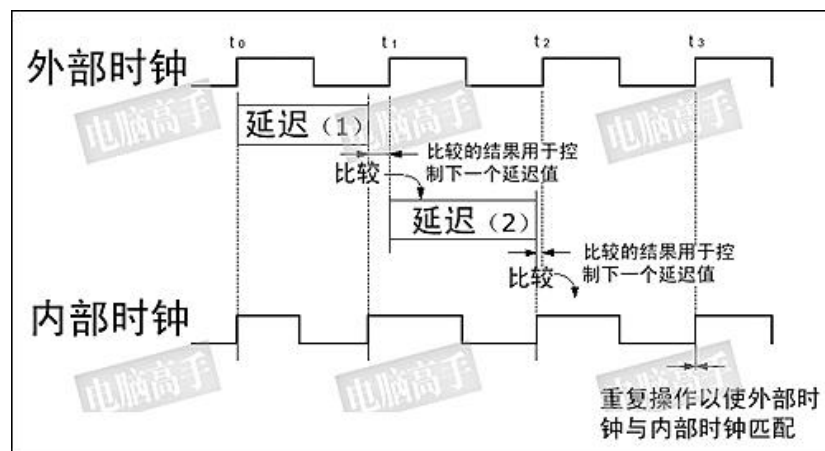 t0 t1 t2 t3
外部时钟
延迟（1）
比较的结果用于控
制下一个延迟值
比较
延迟（2）
比较的结果用于控
制下一个延迟值
比较
内部时钟
重复操作以使外部时
钟与内部时钟匹配
电脑高手
电脑高手
电脑高手
电脑高手
电脑高手
电脑高手